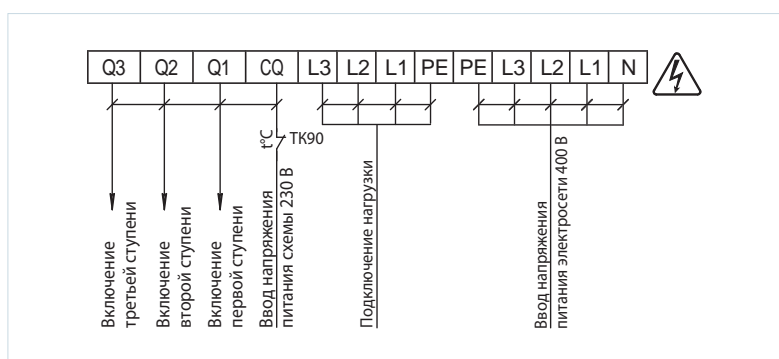 Q3 Q2 Q1 CQ L3 L2 L1 PE PE L3 L2 L1 N
t°C
TK90
Включение
третьей ступени
Включение
второй ступени
Включение
первой ступени
Ввод напряжения
питания схемы 230 В
Подключение нагрузки
Ввод напряжения
питания электросети 400 В